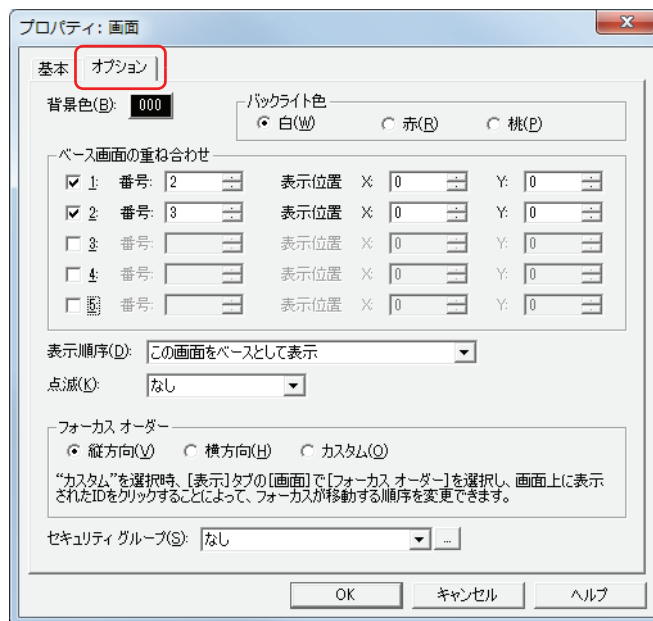 プロパティ: 画面
基本 オプション
背景色(B): 000 バックライト色
白(W) 赤(R) 桃(P)
ベース画面の重ね合わせ
1: 番号: 2 表示位置 X: 0 Y: 0
2: 番号: 3 表示位置 X: 0 Y: 0
3: 番号: 表示位置 X: 0 Y: 0
4: 番号: 表示位置 X: 0 Y: 0
5: 番号: 表示位置 X: 0 Y: 0
表示順序(D): この画面をベースとして表示
点滅(K): なし
フォーカス オーダー
縦方向(V) 横方向(H) カスタム(O)
“カスタム”を選択時、[表示]タブの[画面]で[フォーカス オーダー]を選択し、画面上に表示
されたIDをクリックすることによって、フォーカスが移動する順序を変更できます。
セキュリティ グループ(S): なし ...
OK キャンセル ヘルプ